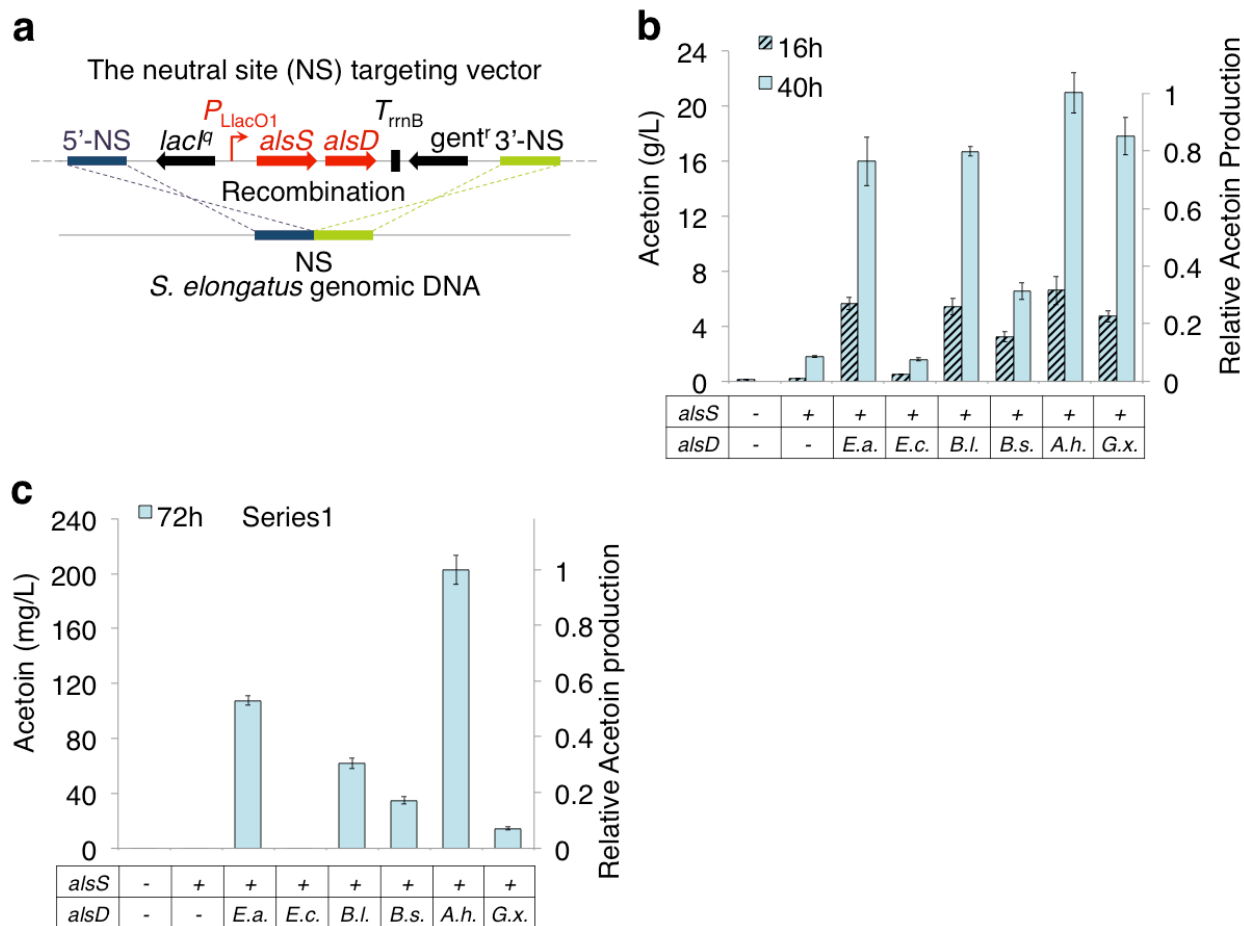 a
The neutral site (NS) targeting vector
PLlacO1
TrrnB
5’-NS lacIq alsS alsD gentr 3’-NS
Recombination
NS
S. elongatus genomic DNA
b
16h
40h
Acetoin (g/L)
24
20
16
12
8
4
0
1
0.8
0.6
0.4
0.2
0
Relative Acetoin Production
alsS - + + + + + + +
alsD - - E.a. E.c. B.l. B.s. A.h. G.x.
c
72h Series1
Acetoin (mg/L)
240
200
160
120
80
40
0
1
0.8
0.6
0.4
0.2
0
Relative Acetoin production
alsS - + + + + + + +
alsD - - E.a. E.c. B.l. B.s. A.h. G.x.